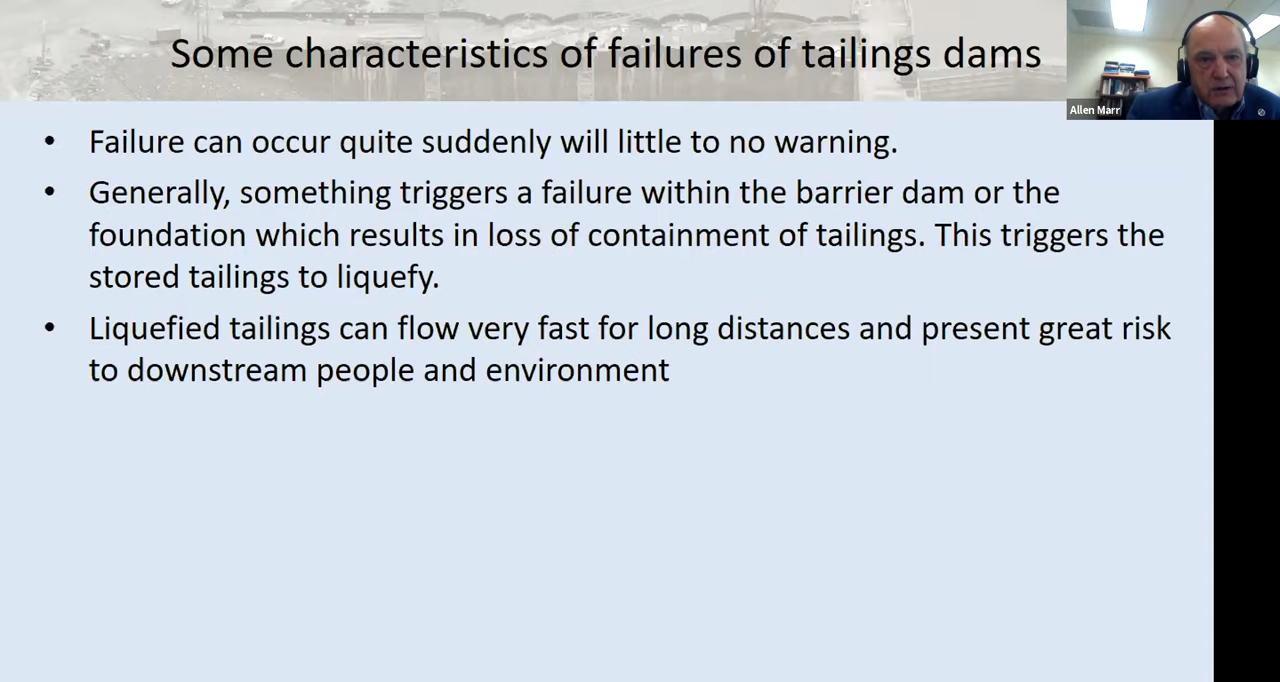 Some characteristics of failures of tailings dams
Allen Marr
• Failure can occur quite suddenly will little to no warning.
• Generally, something triggers a failure within the barrier dam or the
foundation which results in loss of containment of tailings. This triggers the
stored tailings to liquefy.
• Liquefied tailings can flow very fast for long distances and present great risk
to downstream people and environment